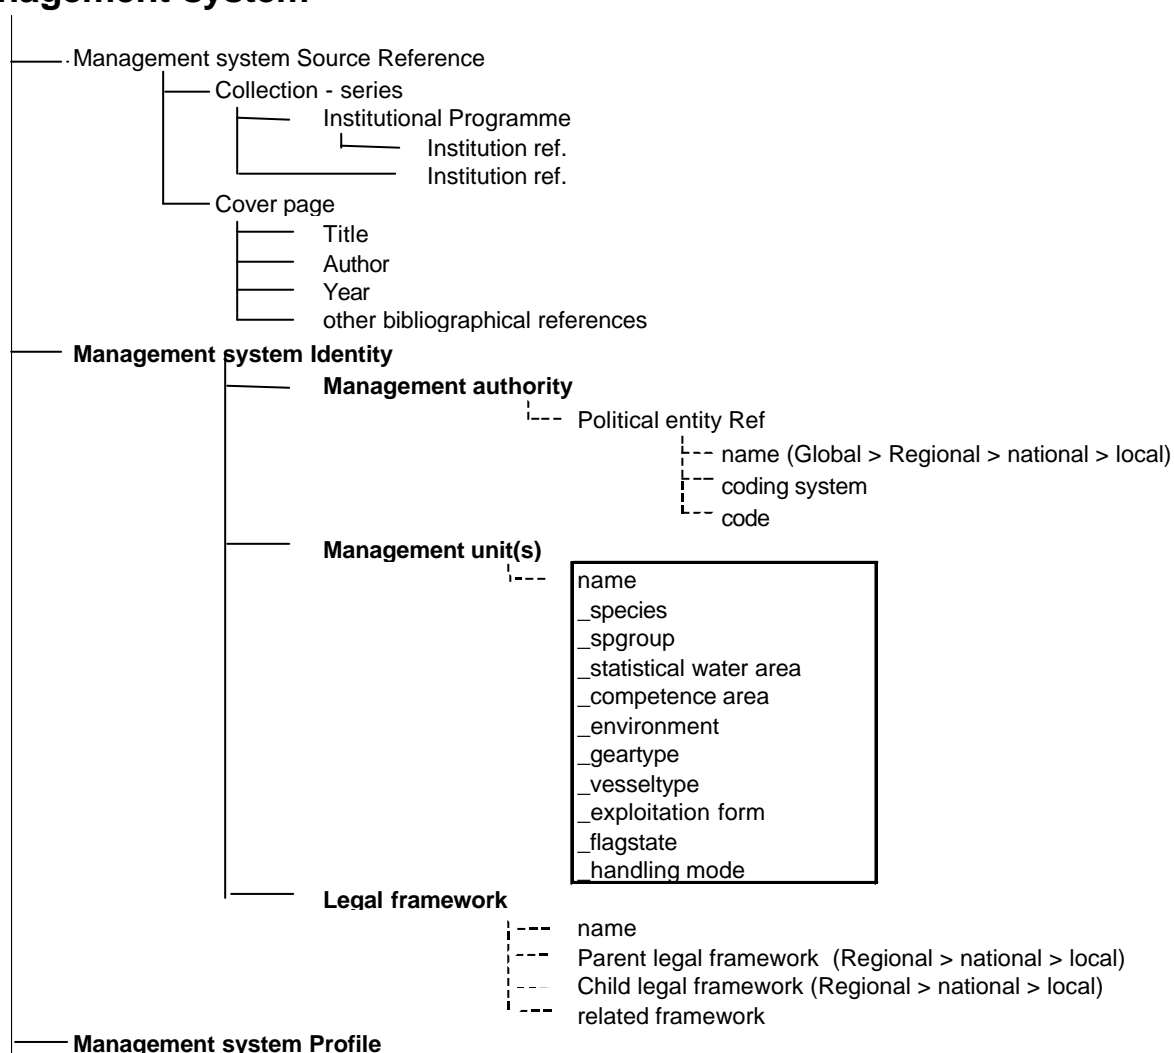 nagement System
Management system Source Reference
Collection - series
Institutional Programme
Institution ref.
Institution ref.
Cover page
Title
Author
Year
other bibliographical references
Management system Identity
Management authority
Political entity Ref
name (Global > Regional > national > local)
coding system
code
Management unit(s)
name
_species
_spgroup
_statistical water area
_competence area
_environment
_geartype
_vesseltype
_exploitation form
_flagstate
_handling mode
Legal framework
name
Parent legal framework (Regional > national > local)
Child legal framework (Regional > national > local)
related framework
Management system Profile